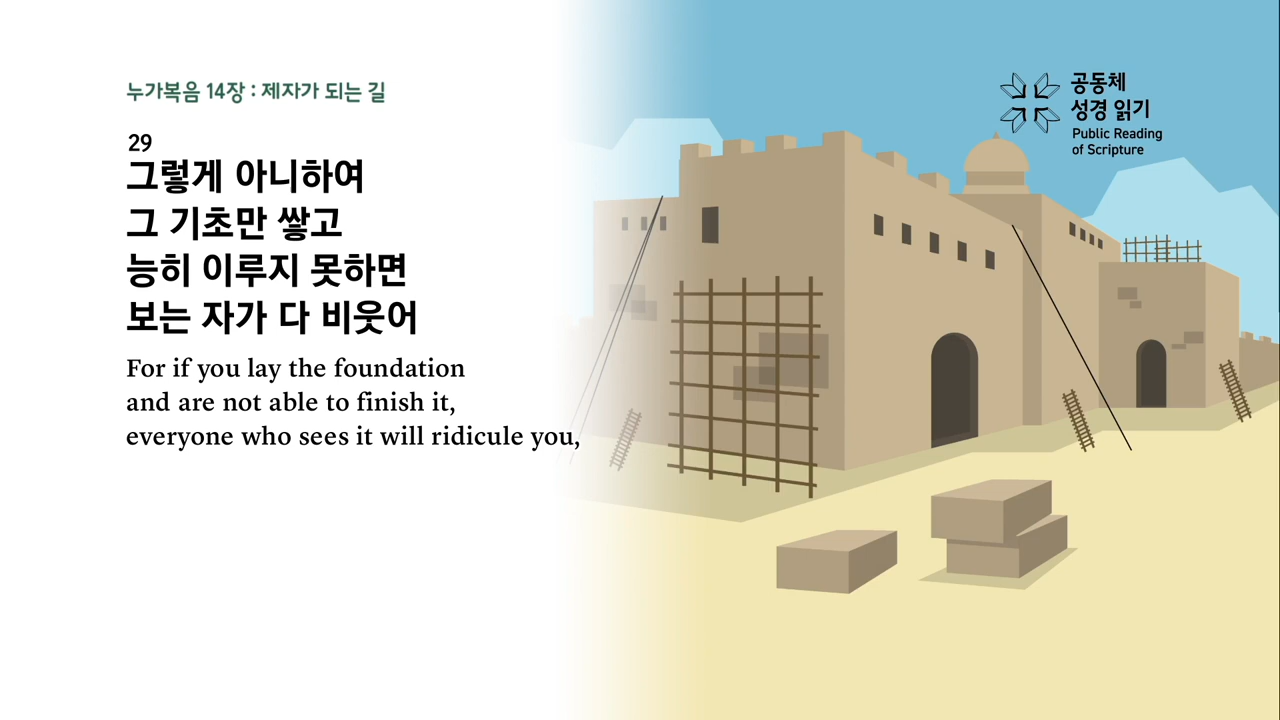 누가복음 14장 : 제자가 되는 길
29
그렇게 아니하여
그 기초만 쌓고
능히 이루지 못하면
보는 자가 다 비웃어
For if you lay the foundation
and are not able to finish it,
everyone who sees it will ridicule you,
공동체
성경 읽기
Public Reading
of Scripture